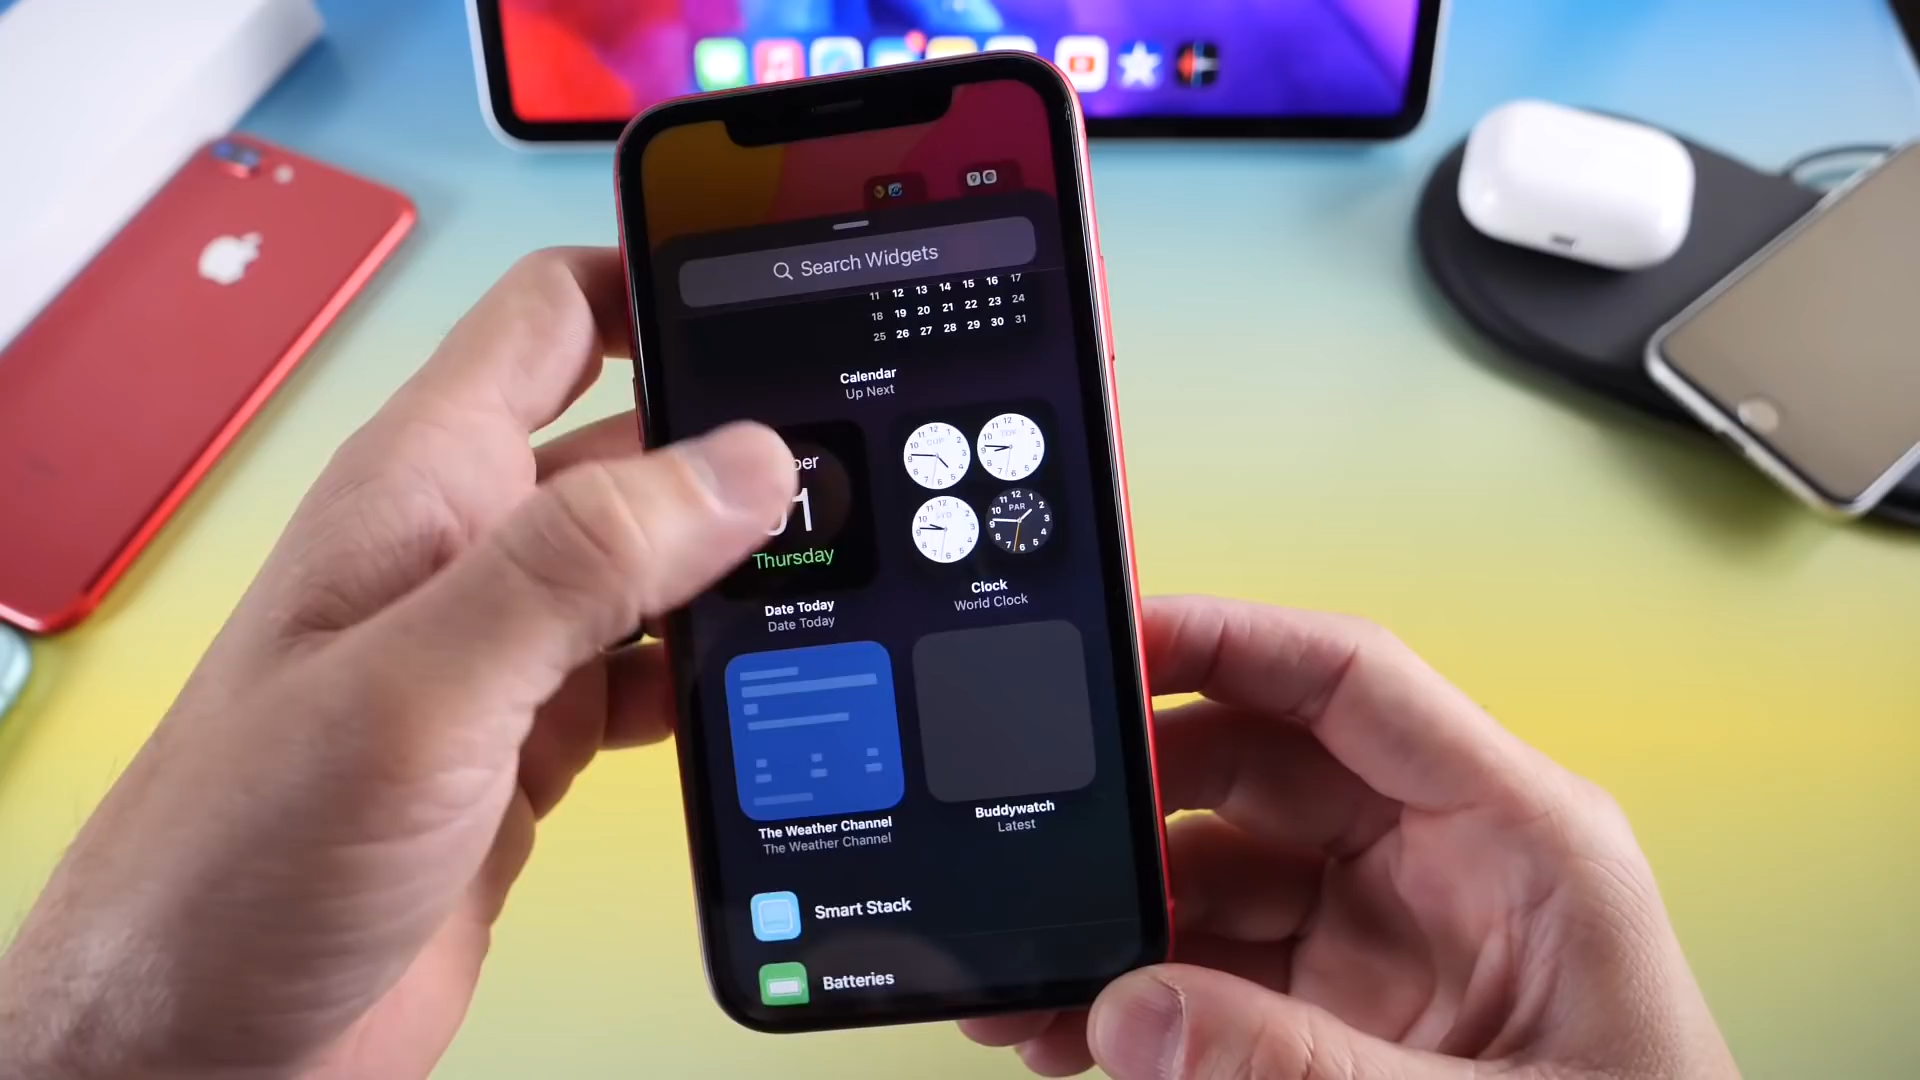 Search Widgets
11 12 13 14 15 16 17
18 19 20 21 22 23 24
25 26 27 28 29 30 31
Calendar
Up Next
ber
01
Thursday
Date Today
Date Today
PAR
Clock
World Clock
The Weather Channel
The Weather Channel
Buddywatch
Latest
Smart Stack
Batteries